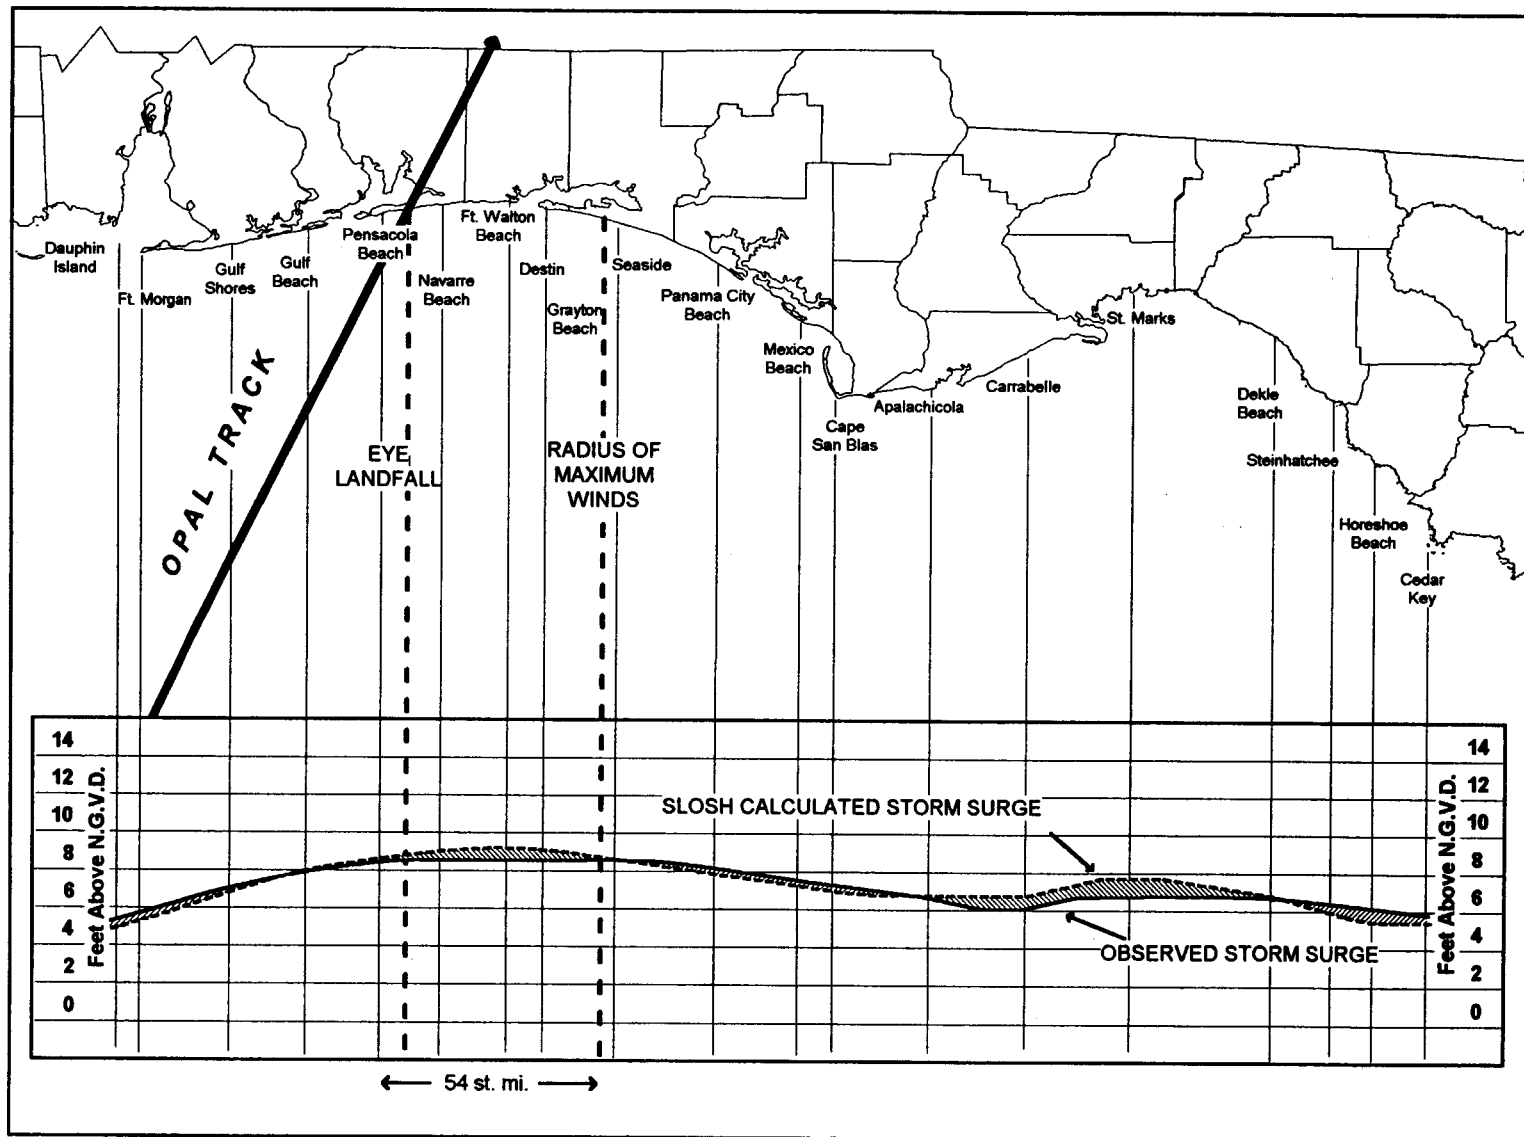 Dauphin
Island
Ft. Morgan
Gulf
Shores
Gulf
Beach
Pensacola
Beach
Ft. Walton
Beach
Navarre
Beach
Destin
Grayton
Beach
Seaside
Panama City
Beach
Mexico
Beach
Cape
San Blas
Apalachicola
Carrabelle
St. Marks
Dekle
Beach
Steinhatchee
Horeshoe
Beach
Cedar
Key
OPAL TRACK
EYE
LANDFALL
RADIUS OF
MAXIMUM
WINDS
14
12
10
8
6
4
2
0
Feet Above N.G.V.D.
SLOSH CALCULATED STORM SURGE
OBSERVED STORM SURGE
Feet Above N.G.V.D.
14
12
10
8
6
4
2
0
54 st. mi.